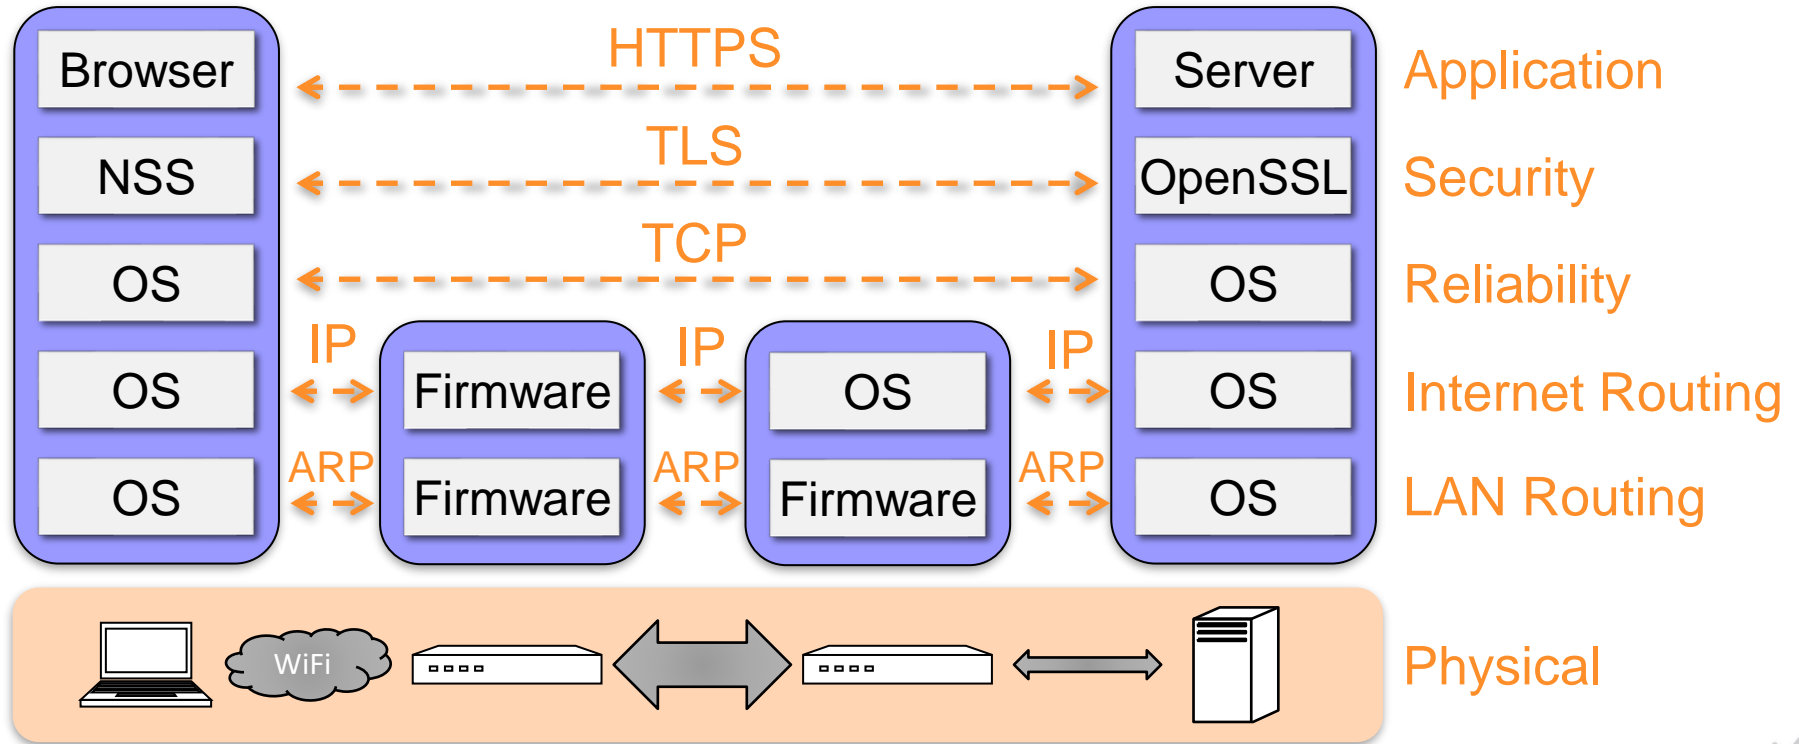 Browser
HTTPS
Server
Application
NSS
TLS
OpenSSL
Security
OS
TCP
OS
Reliability
OS
IP
Firmware
IP
OS
IP
OS
Internet Routing
OS
ARP
Firmware
ARP
Firmware
ARP
OS
LAN Routing
WiFi
Physical